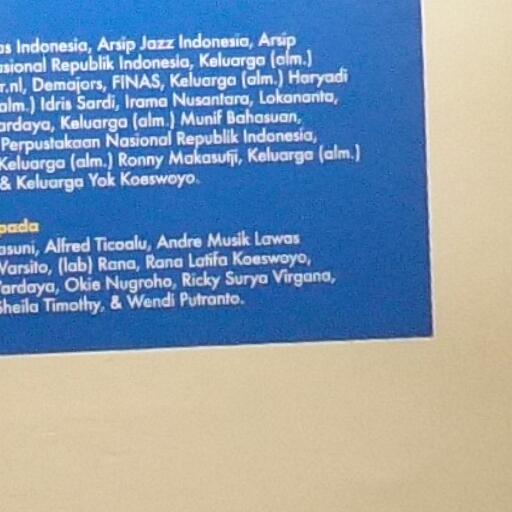 as Indonesia, Arsip Jazz Indonesia, Arsip
asional Republik Indonesia, Keluarga (alm.)
r.nl, Demajors, FINAS, Keluarga (alm.) Haryadi
alm.) Idris Sardi, Irama Nusantara, Lokananta,
ardaya, Keluarga (alm.) Munif Bahasuan,
Perpustakaan Nasional Republik Indonesia,
Keluarga (alm.) Ronny Makasutji, Keluarga (alm.)
& Keluarga Yok Koeswoyo.
pada
asuni, Alfred Ticoalu, Andre Musik Lawas
Warsito, (lab) Rana, Rana Latifa Koeswoyo,
ardaya, Okie Nugroho, Ricky Surya Virgana,
Sheila Timothy, & Wendi Putranto.